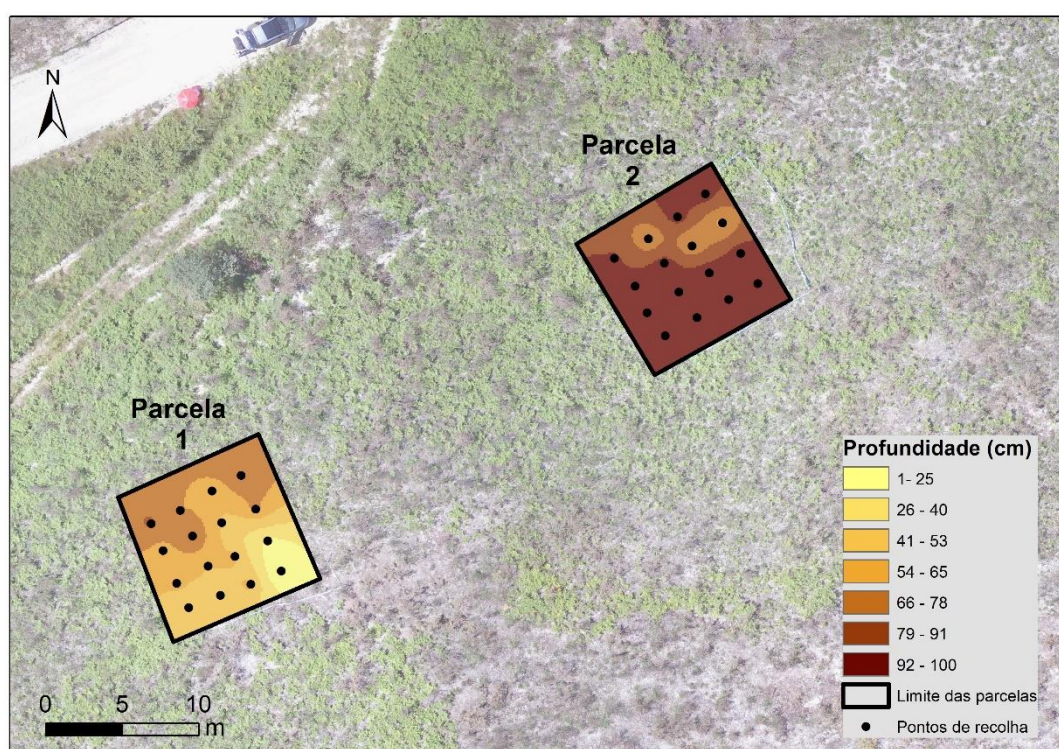 N
Parcela
2
Parcela
1
Profundidade (cm)
1- 25
26 - 40
41 - 53
54 - 65
66 - 78
79 - 91
92 - 100
Limite das parcelas
Pontos de recolha
0 5 10
m